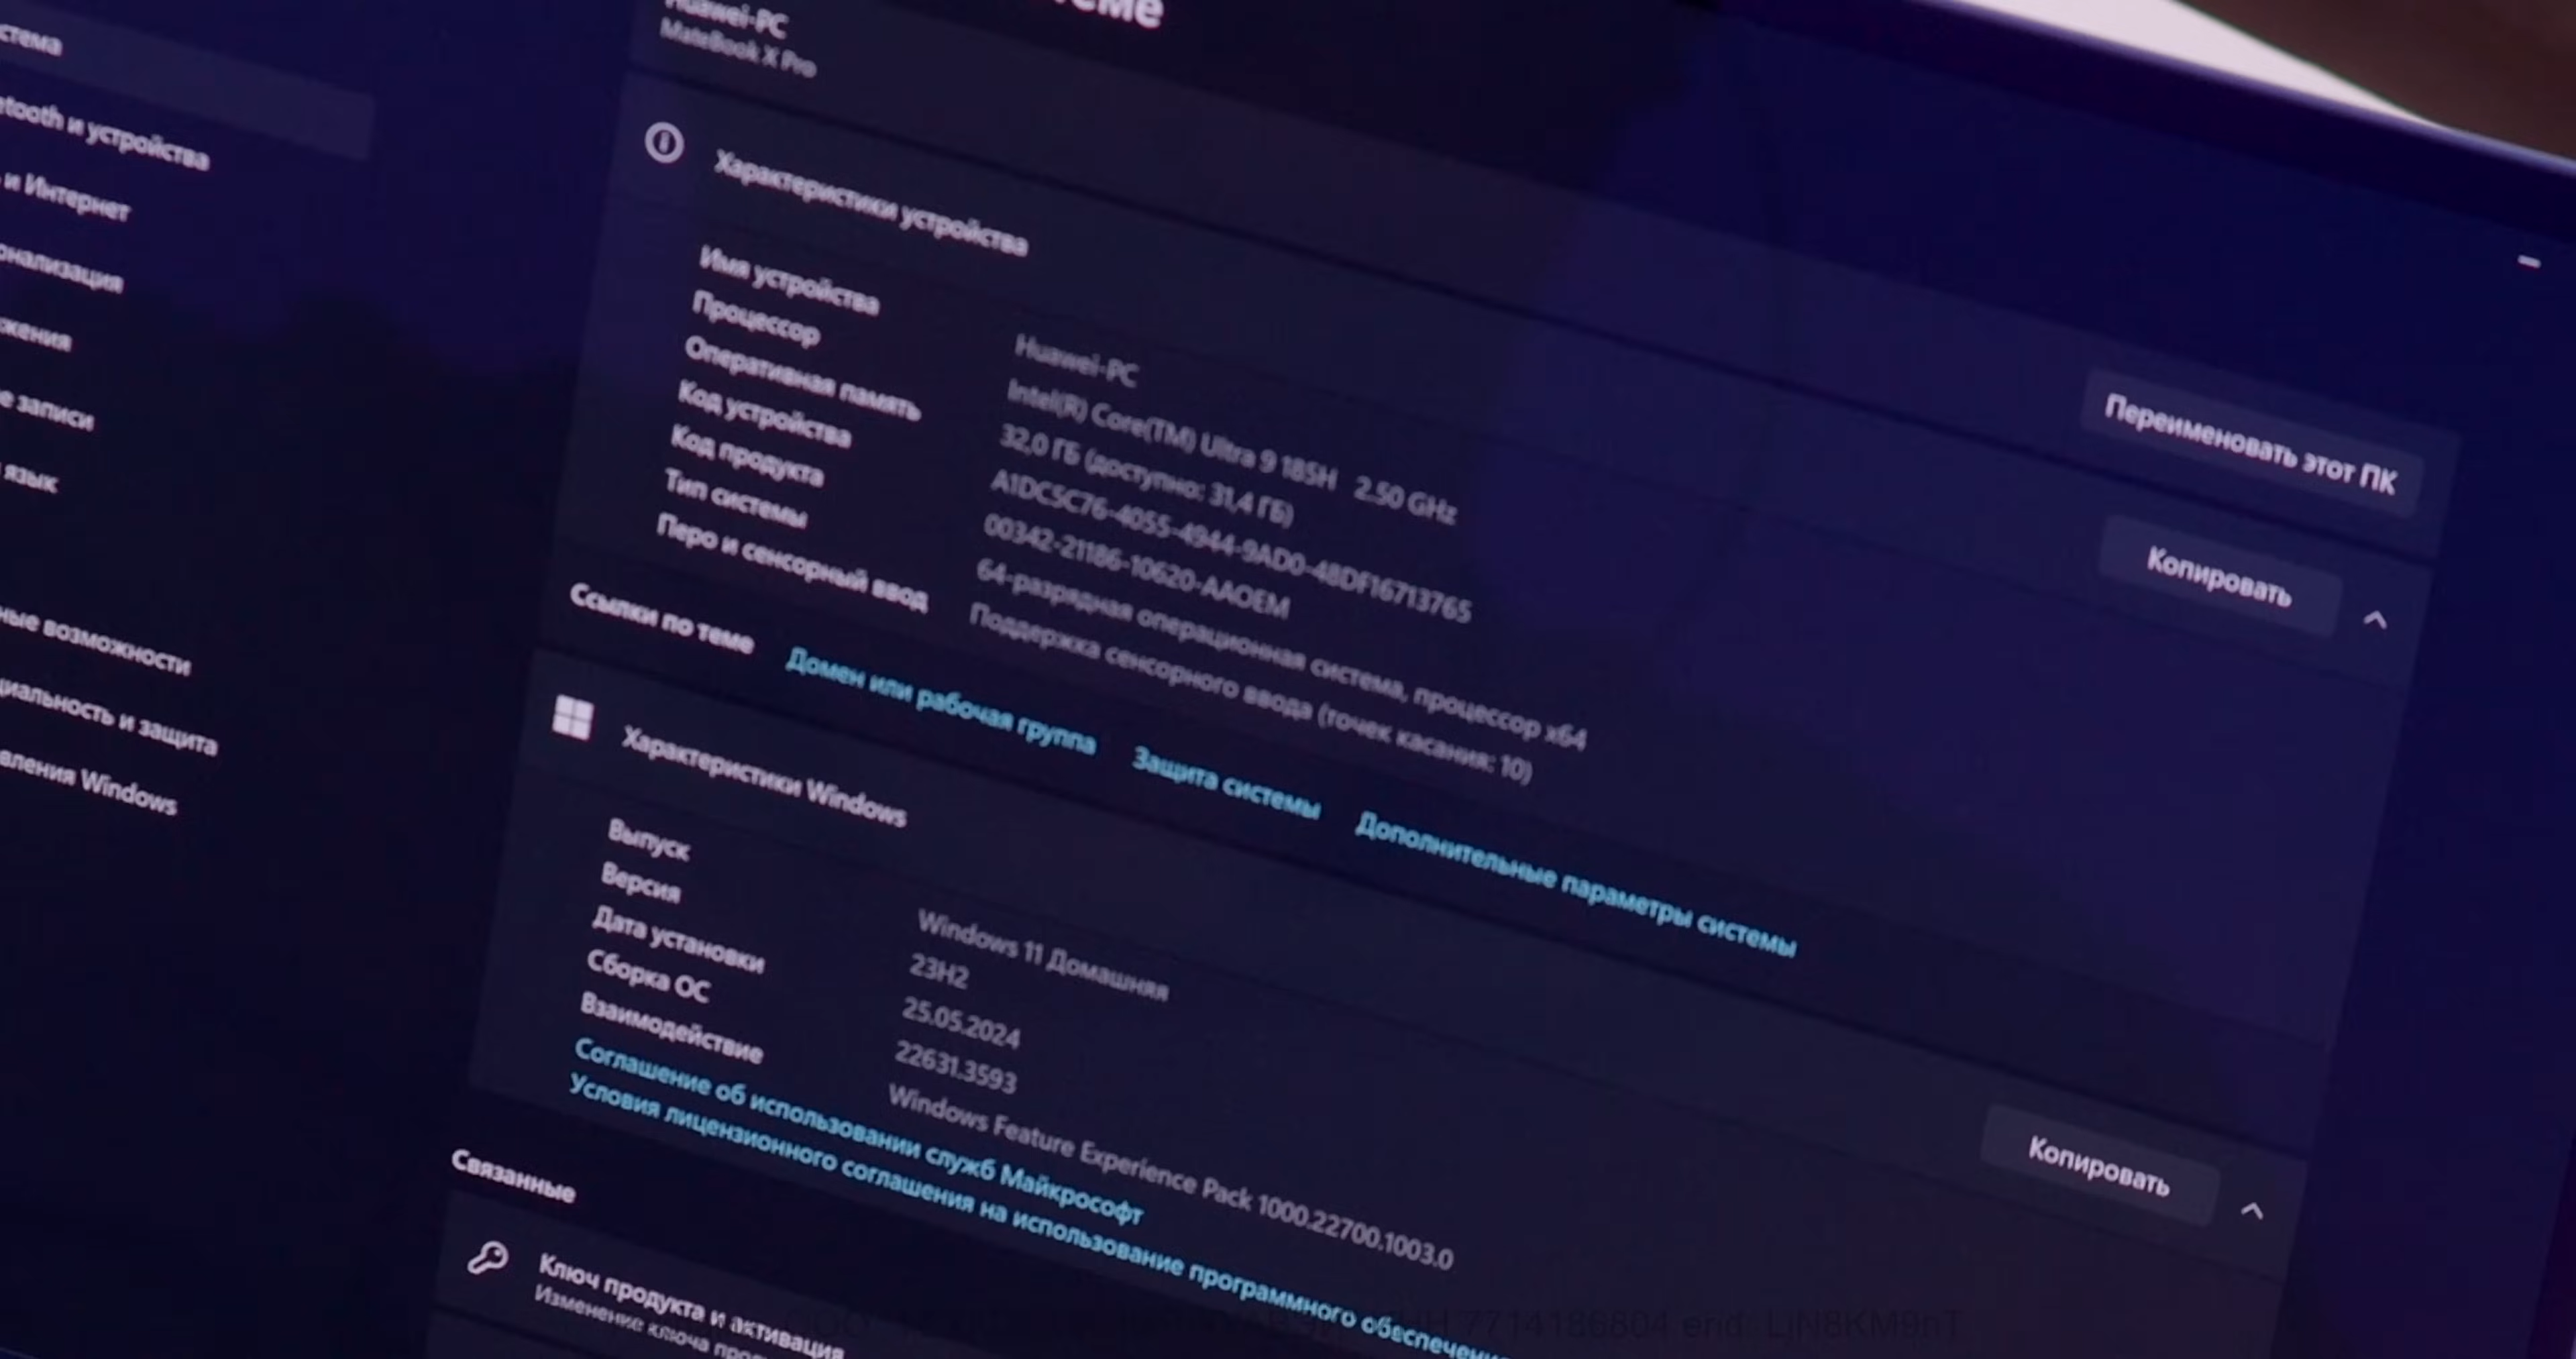 Huawei-PC
MateBook X Pro
и устройства
и Интернет
записи
язык
возможности
и защита
Windows
Характеристики устройства
Переименовать этот ПК
Копировать
Имя устройства Huawei-PC
Процессор Intel(R) Core(TM) Ultra 9 185H 2.50 GHz
Оперативная память 32,0 ГБ (доступно: 31,4 ГБ)
Код устройства A1DC5C76-4055-4944-9AD0-48DF16713765
Код продукта 00342-21186-10620-AAOEM
Тип системы 64-разрядная операционная система, процессор x64
Перо и сенсорный ввод Поддержка сенсорного ввода (точек касания: 10)
Ссылки по теме Домен или рабочая группа Защита системы Дополнительные параметры системы
Характеристики Windows
Копировать
Выпуск Windows 11 Домашняя
Версия 23H2
Дата установки 25.05.2024
Сборка ОС 22631.3593
Взаимодействие Windows Feature Experience Pack 1000.22700.1003.0
Соглашение об использовании служб Майкрософт
Условия лицензионного соглашения на использование программного
Связанные
Ключ продукта и активация
Изменение ключа
7714186804 erid: LjN8KM9nT